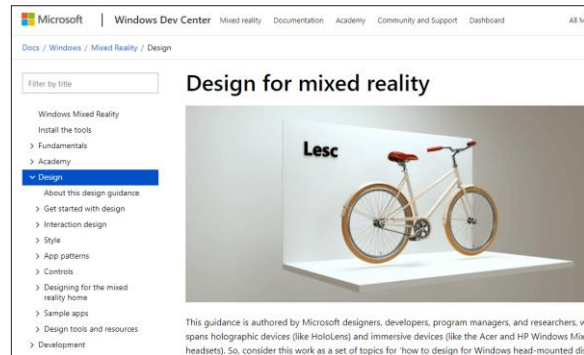 Microsoft | Windows Dev Center Mixed reality Documentation Academy Community and Support Dashboard All M
Docs / Windows / Mixed Reality / Design
Filter by title
Windows Mixed Reality
Install the tools
Fundamentals
Academy
Design
About this design guidance
Get started with design
Interaction design
Style
App patterns
Controls
Designing for the mixed
reality home
Sample apps
Design tools and resources
Development
Design for mixed reality
Lesc
This guidance is authored by Microsoft designers, developers, program managers, and researchers, w
spans holographic devices (like HoloLens) and immersive devices (like the Acer and HP Windows Mix
headsets). So, consider this work as a set of topics for 'how to design for Windows head-mounted dis